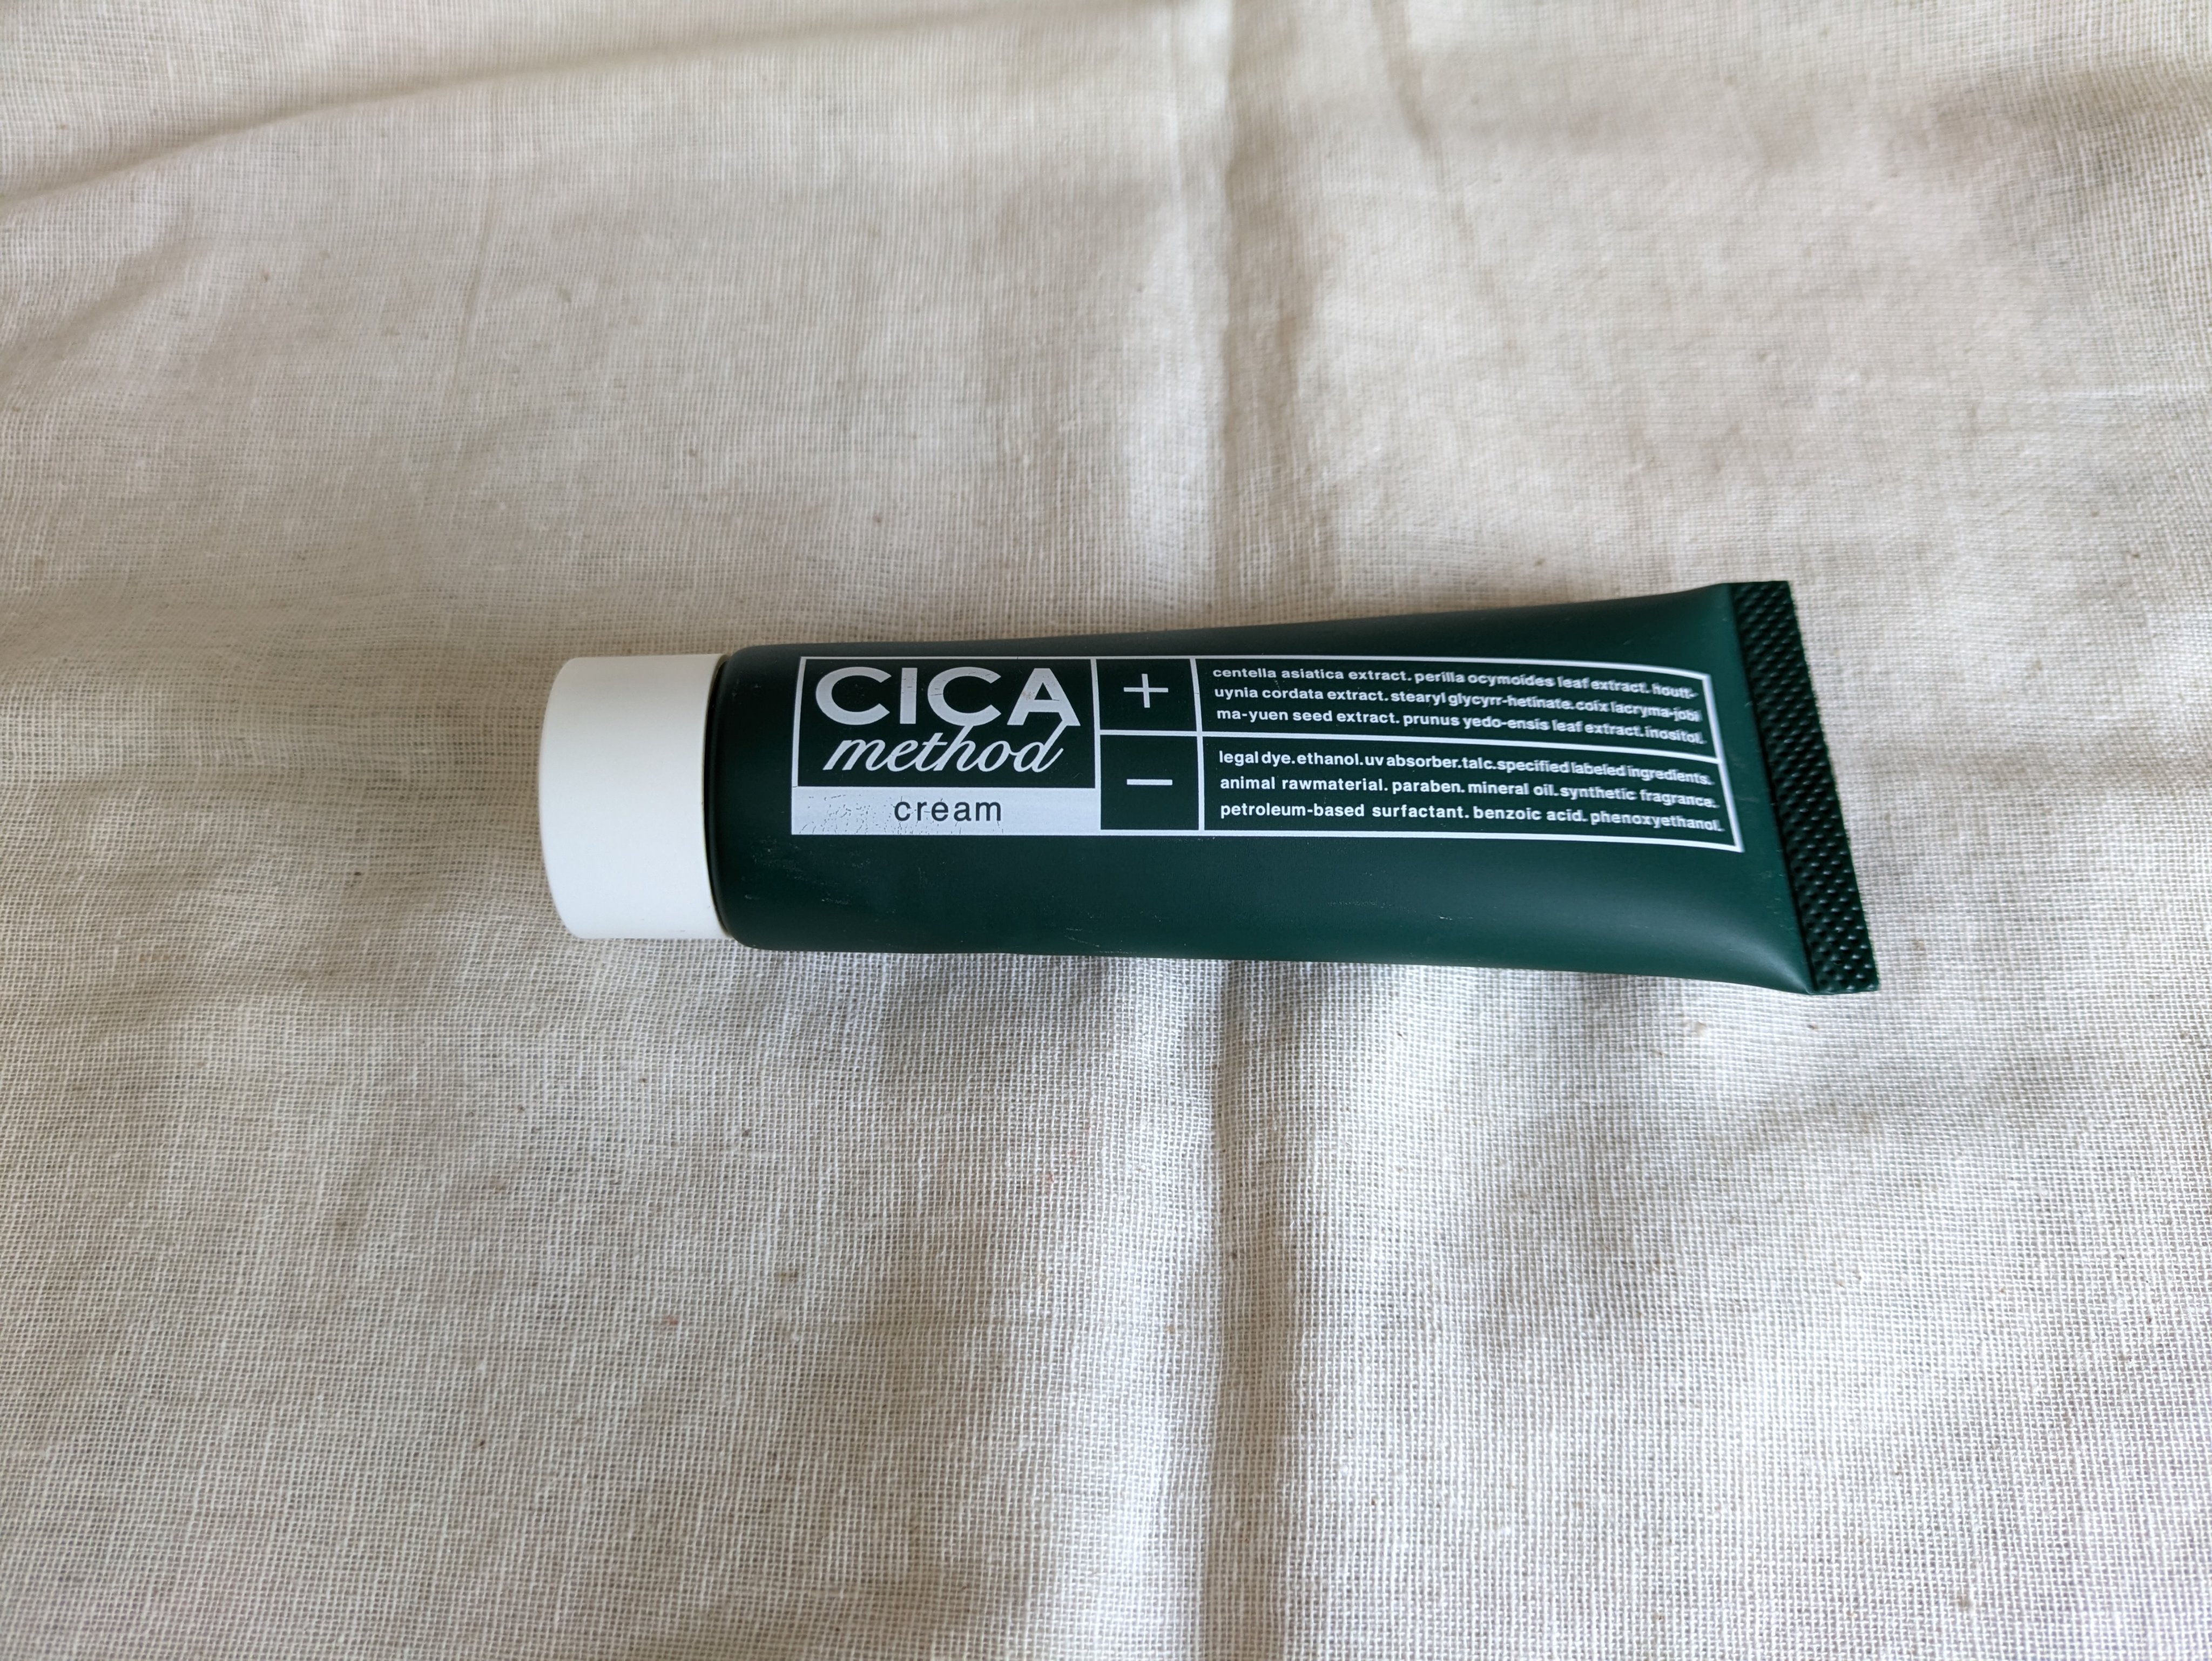 CICA
method
cream
+
centella asiatica extract. perilla ocymoides leaf extract. houtt-
uynia cordata extract. stearyl glycyrr-hetinate. coix lacryma-jobi
ma-yuen seed extract. prunus yedo-ensis leaf extract. inositol.
−
legal dye. ethanol. uv absorber. talc. specified labeled ingredients.
animal rawmaterial. paraben. mineral oil. synthetic fragrance.
petroleum-based surfactant. benzoic acid. phenoxyethanol.